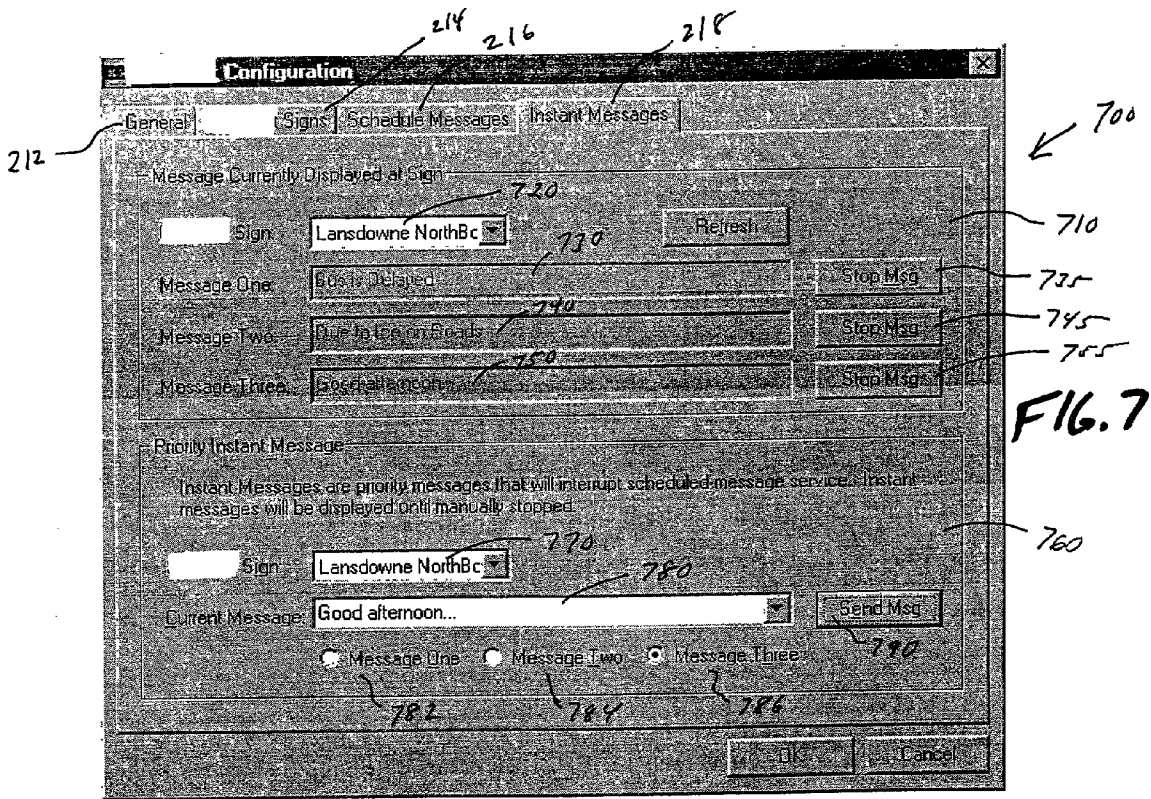 214
216
218
Configuration
General Signs Schedule Messages Instant Messages
700
212
Message Currently Displayed at Sign
720
Sign: Lansdowne NorthBc Refresh
710
730
Message One: Bus is Delayed Stop Msg
735
Message Two: Due to Ice on Roads Stop Msg
740
745
750
755
Message Three: Good afternoon... Stop Msg
FIG. 7
Priority Instant Message
Instant Messages are priority messages that will interrupt scheduled message service. Instant
messages will be displayed until manually stopped.
760
770
Sign: Lansdowne NorthBc
780
Current Message: Good afternoon... Send Msg
790
Message One Message Two Message Three
782 784 786
OK Cancel